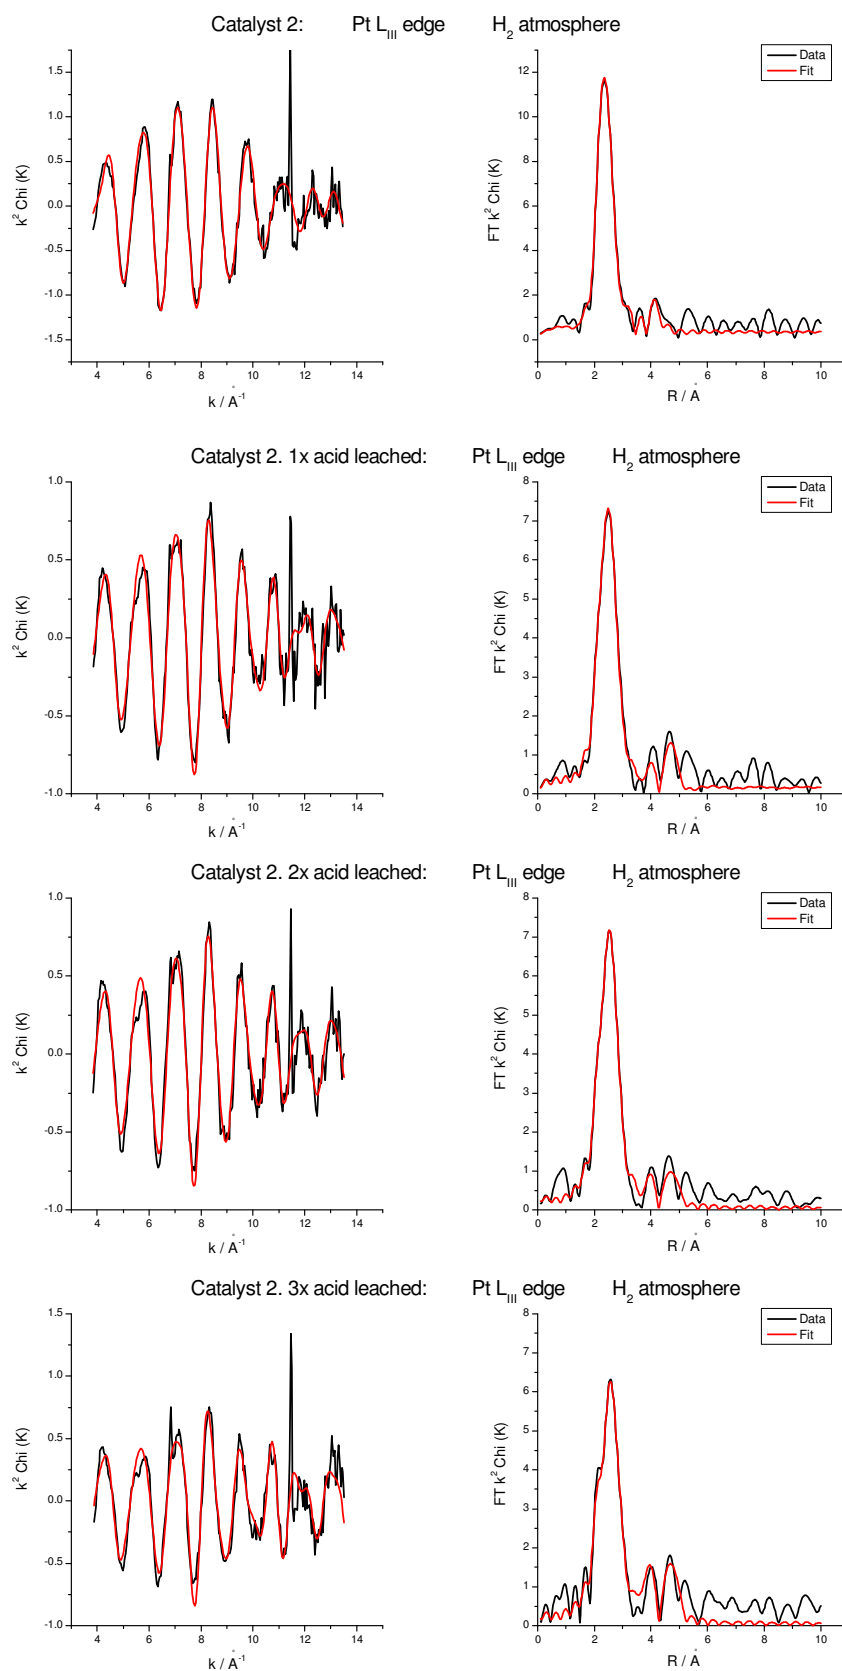 Catalyst 2: Pt LIII edge H2 atmosphere
Data
Fit
k2 Chi (K)
1.5
1.0
0.5
0.0
-0.5
-1.0
-1.5
4 6 8 10 12 14
k / Å-1
FT k2 Chi (K)
12
10
8
6
4
2
0
0 2 4 6 8 10
R / Å
Catalyst 2. 1x acid leached: Pt LIII edge H2 atmosphere
Data
Fit
k2 Chi (K)
1.0
0.5
0.0
-0.5
-1.0
4 6 8 10 12 14
k / Å-1
FT k2 Chi (K)
8
7
6
5
4
3
2
1
0
0 2 4 6 8 10
R / Å
Catalyst 2. 2x acid leached: Pt LIII edge H2 atmosphere
Data
Fit
k2 Chi (K)
1.0
0.5
0.0
-0.5
-1.0
4 6 8 10 12 14
k / Å-1
FT k2 Chi (K)
8
7
6
5
4
3
2
1
0
0 2 4 6 8 10
R / Å
Catalyst 2. 3x acid leached: Pt LIII edge H2 atmosphere
Data
Fit
k2 Chi (K)
1.5
1.0
0.5
0.0
-0.5
-1.0
4 6 8 10 12 14
k / Å-1
FT k2 Chi (K)
8
7
6
5
4
3
2
1
0
0 2 4 6 8 10
R / Å